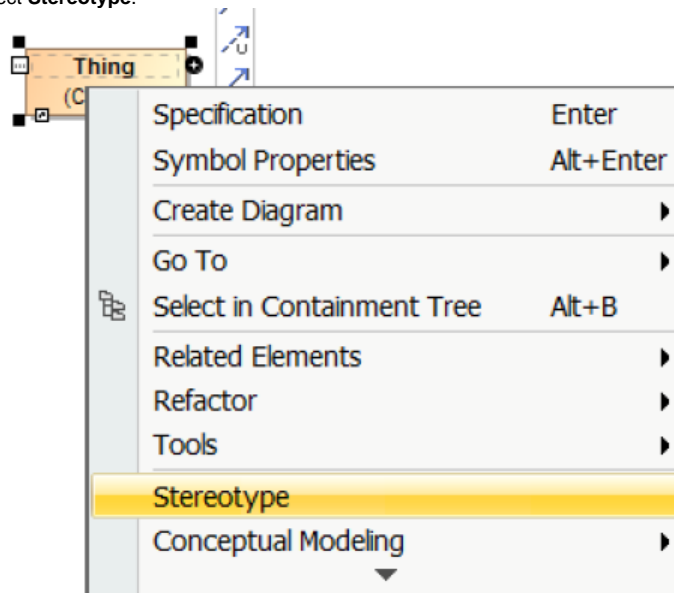 Stereotype.
Thing
(C
Specification Enter
Symbol Properties Alt+Enter
Create Diagram
Go To
Select in Containment Tree Alt+B
Related Elements
Refactor
Tools
Stereotype
Conceptual Modeling